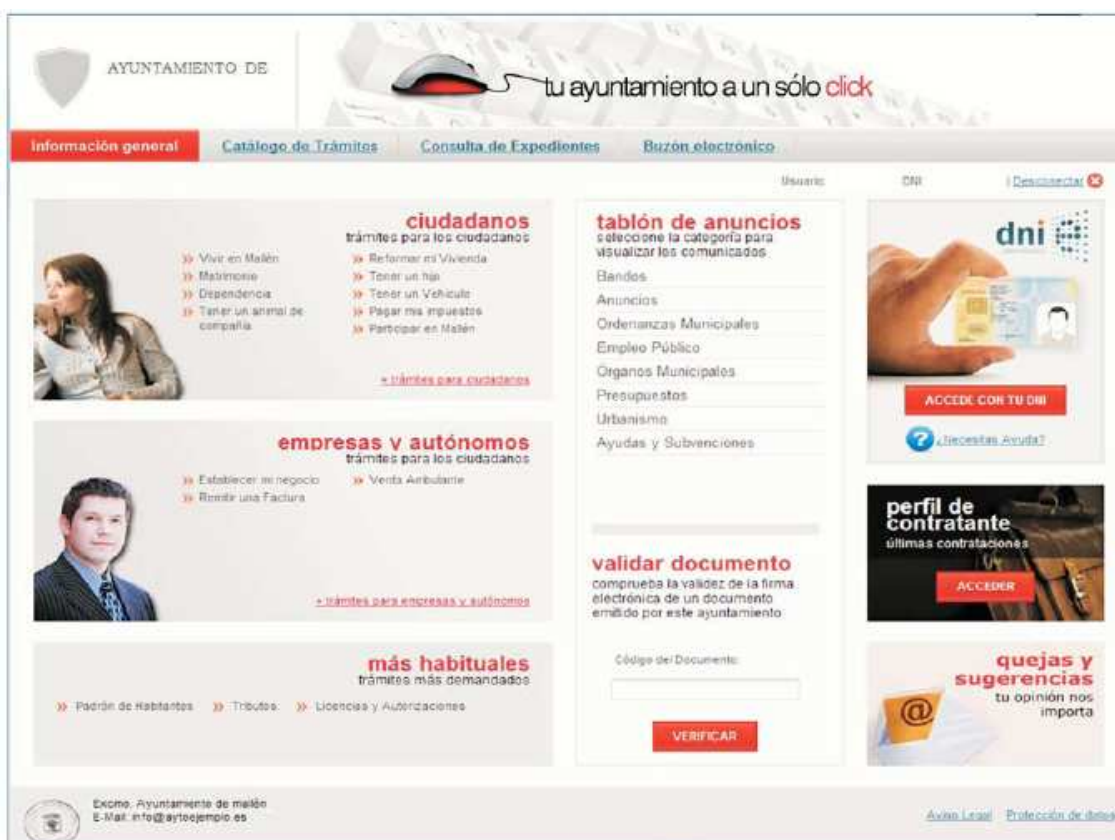 AYUNTAMIENTO DE
tu ayuntamiento a un sólo click
Información general
Catálogo de Trámites
Consulta de Expedientes
Buzón electrónico
Usuario
DNI
| Desconectar
ciudadanos
trámites para los ciudadanos
» Vivir en Mallén
» Matrimonio
» Dependencia
» Tener un animal de
compañía
» Reformar mi Vivienda
» Tener un hijo
» Tener un Vehículo
» Pagar mis impuestos
» Participar en Mallén
+ trámites para ciudadanos
empresas y autónomos
trámites para los ciudadanos
» Establecer mi negocio
» Remitir una Factura
» Venta Ambulante
+ trámites para empresas y autónomos
más habituales
trámites más demandados
» Padrón de Habitantes
» Tributos
» Licencias y Autorizaciones
tablón de anuncios
seleccione la categoría para
visualizar los comunicados
Bandos
Anuncios
Ordenanzas Municipales
Empleo Público
Órganos Municipales
Presupuestos
Urbanismo
Ayudas y Subvenciones
validar documento
comprueba la validez de la firma
electrónica de un documento
emitido por este ayuntamiento
Código del Documento:
VERIFICAR
dni e
ACCEDE CON TU DNI
¿Necesitas Ayuda?
perfil de
contratante
últimas contrataciones
ACCEDER
quejas y
sugerencias
tu opinión nos
importa
@
Excmo. Ayuntamiento de mallén
E-Mail: info@aytoejemplo.es
Aviso Legal
Protección de datos